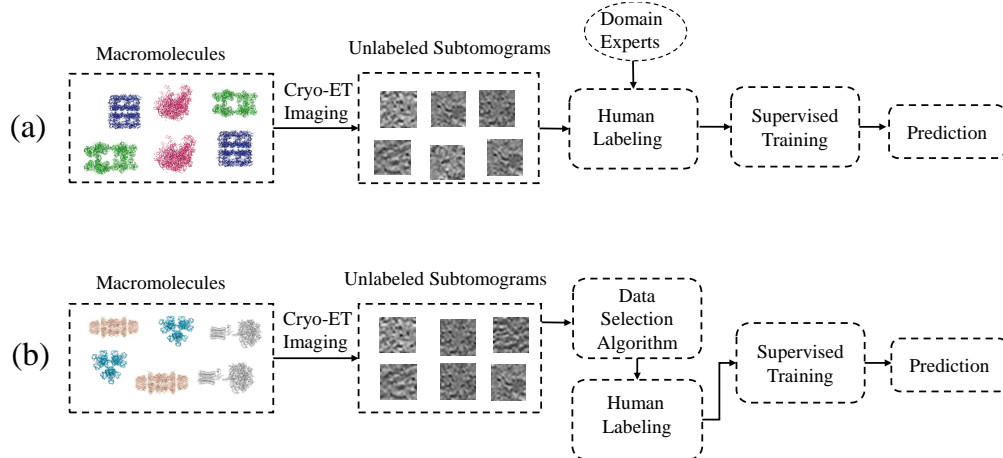 (a)
Macromolecules
Cryo-ET
Imaging
Unlabeled Subtomograms
Domain
Experts
Human
Labeling
Supervised
Training
Prediction
(b)
Macromolecules
Cryo-ET
Imaging
Unlabeled Subtomograms
Data
Selection
Algorithm
Human
Labeling
Supervised
Training
Prediction